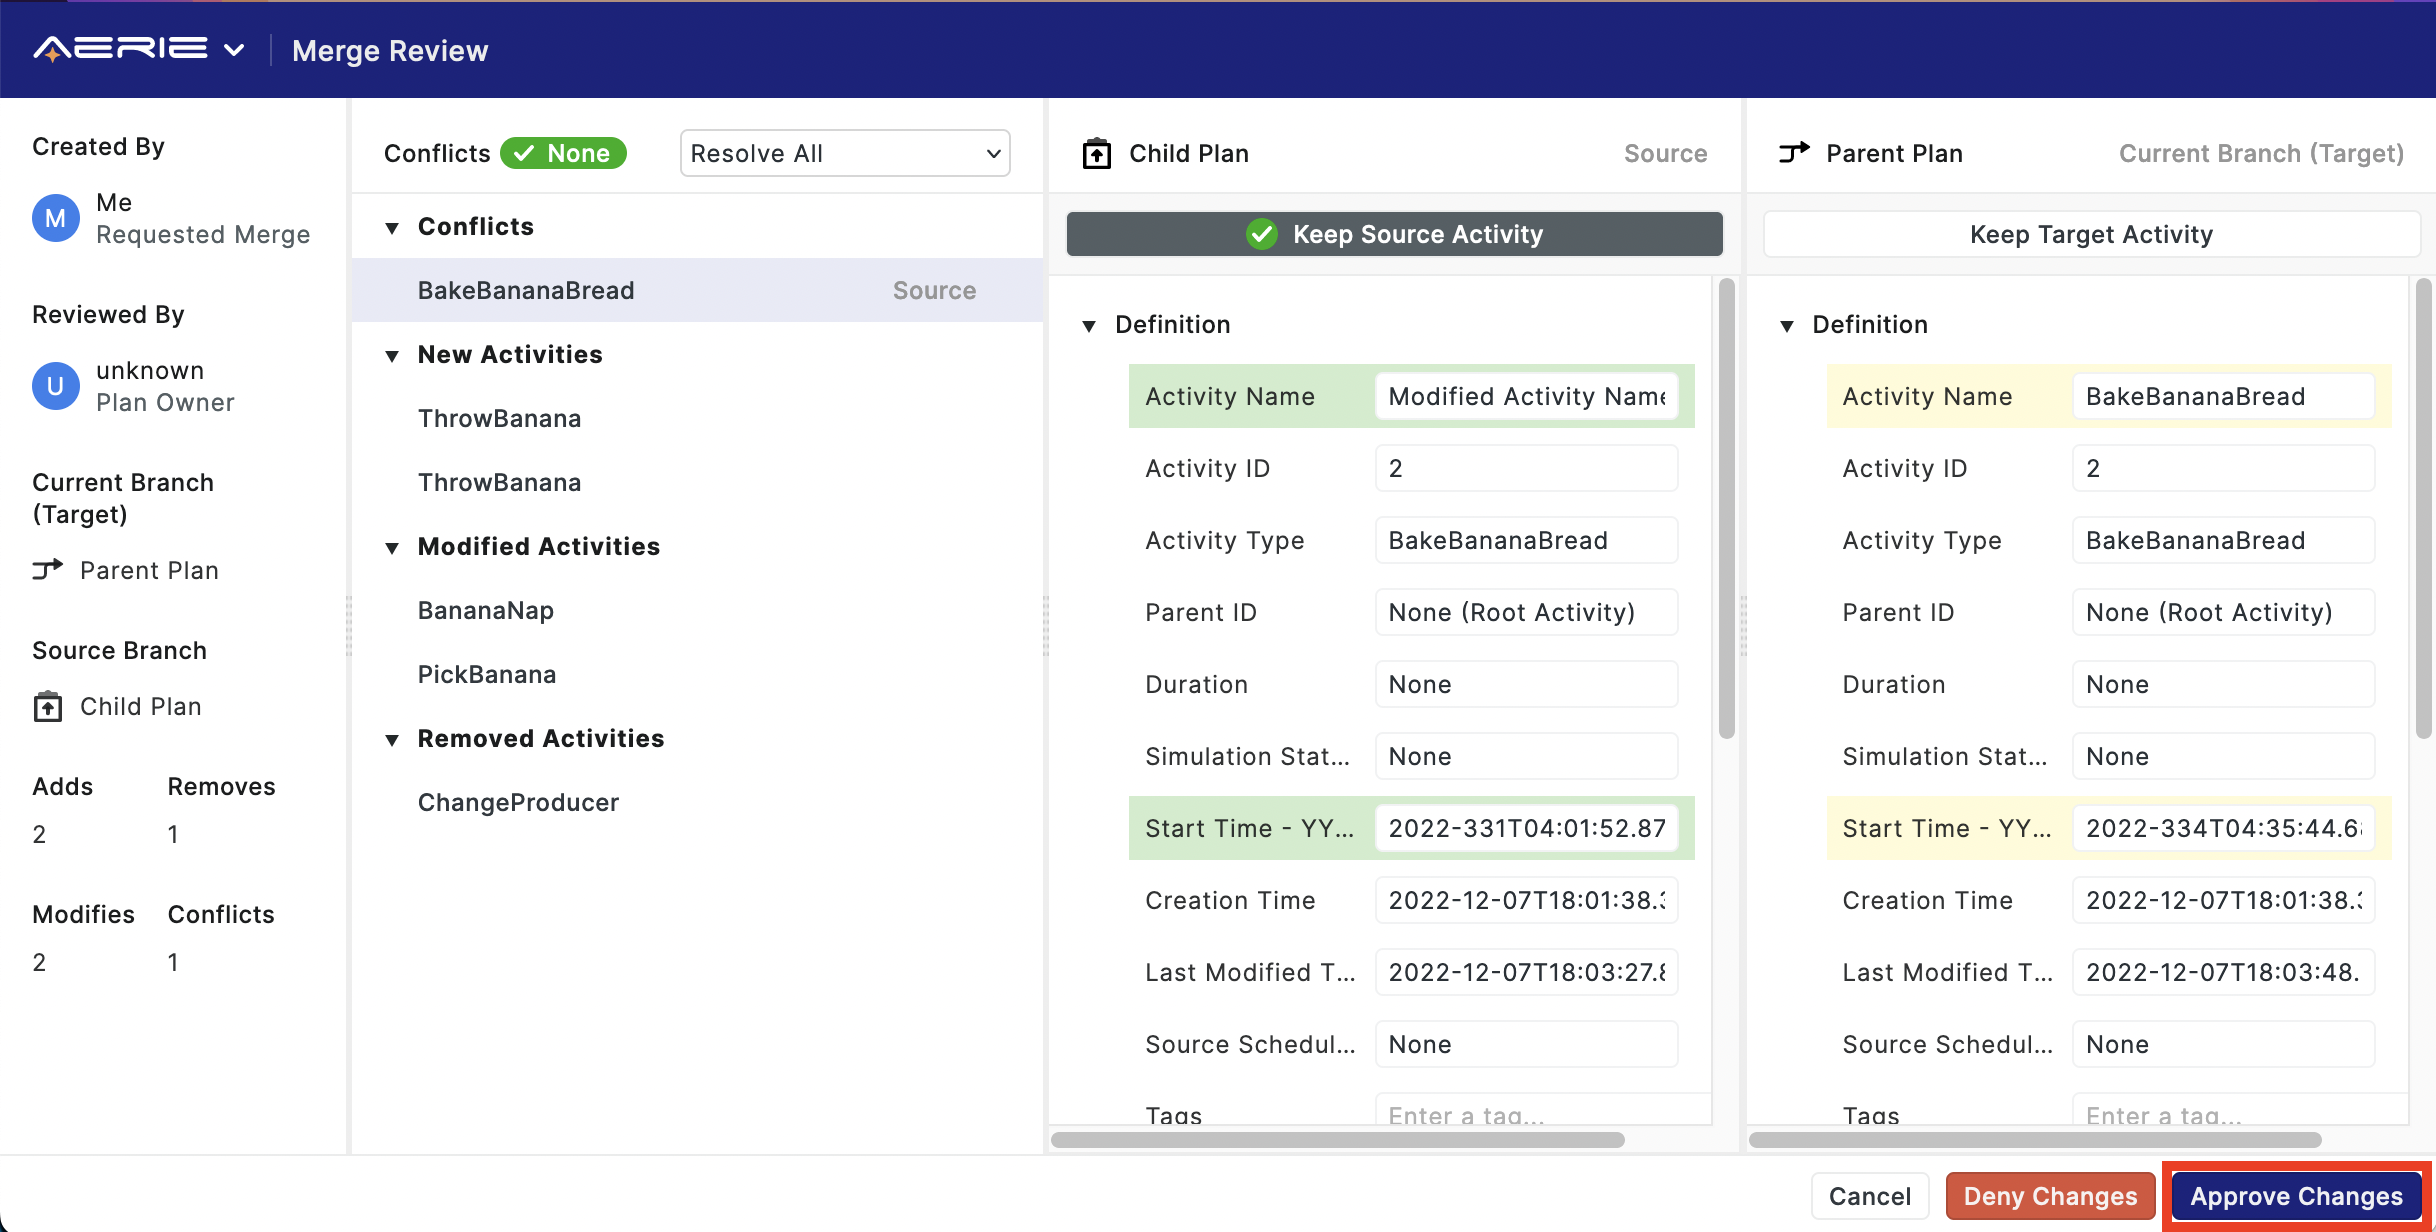 AERIE
Merge Review
Created By
M
Me
Requested Merge
Reviewed By
U
unknown
Plan Owner
Current Branch
(Target)
Parent Plan
Source Branch
Child Plan
Adds Removes
2 1
Modifies Conflicts
2 1
Conflicts None Resolve All
Conflicts
BakeBananaBread Source
New Activities
ThrowBanana
ThrowBanana
Modified Activities
BananaNap
PickBanana
Removed Activities
ChangeProducer
Child Plan Source
Keep Source Activity
Definition
Activity Name Modified Activity Name
Activity ID 2
Activity Type BakeBananaBread
Parent ID None (Root Activity)
Duration None
Simulation Stat...
None
Start Time - YY... 2022-331T04:01:52.87
Creation Time 2022-12-07T18:01:38.
Last Modified T... 2022-12-07T18:03:27.
Source Schedul... None
Tags Enter a tag...
Parent Plan Current Branch (Target)
Keep Target Activity
Definition
Activity Name BakeBananaBread
Activity ID 2
Activity Type BakeBananaBread
Parent ID None (Root Activity)
Duration None
Simulation Stat... None
Start Time - YY... 2022-334T04:35:44.6
Creation Time 2022-12-07T18:01:38.
Last Modified T... 2022-12-07T18:03:48.
Source Schedul... None
Tags Enter a tag...
Cancel Deny Changes Approve Changes